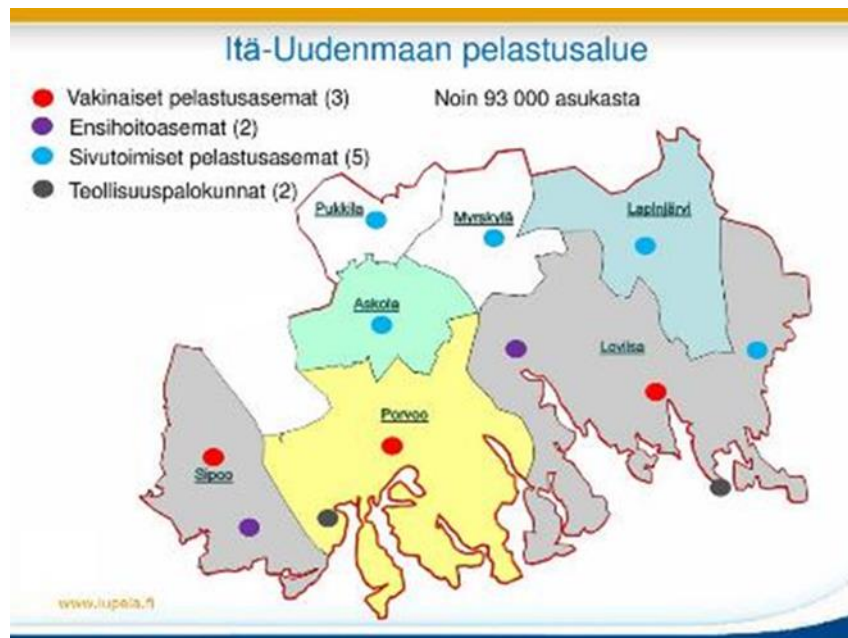 Itä-Uudenmaan pelastusalue
Vakinaiset pelastusasemat (3)
Noin 93 000 asukasta
Ensihoitoasemat (2)
Sivutoimiset pelastusasemat (5)
Teollisuuspalokunnat (2)
Pukkila
Myrskylä
Lapinjärvi
Askola
Loviisa
Porvoo
Sipoo
www.iupela.fi